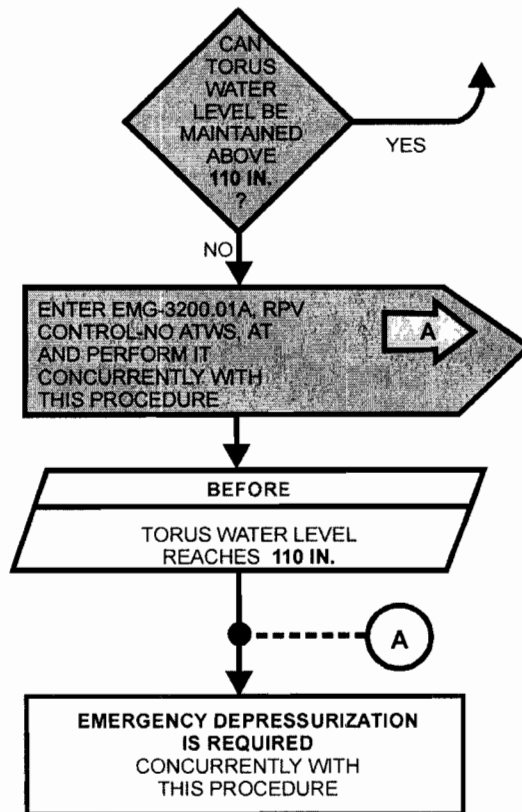 CAN
TORUS
WATER
LEVEL BE
MAINTAINED
ABOVE
110 IN.
?
YES
NO
ENTER EMG-3200.01A, RPV
CONTROL-NO ATWS, AT
AND PERFORM IT
CONCURRENTLY WITH
THIS PROCEDURE
A
BEFORE
TORUS WATER LEVEL
REACHES 110 IN.
A
EMERGENCY DEPRESSURIZATION
IS REQUIRED
CONCURRENTLY WITH
THIS PROCEDURE